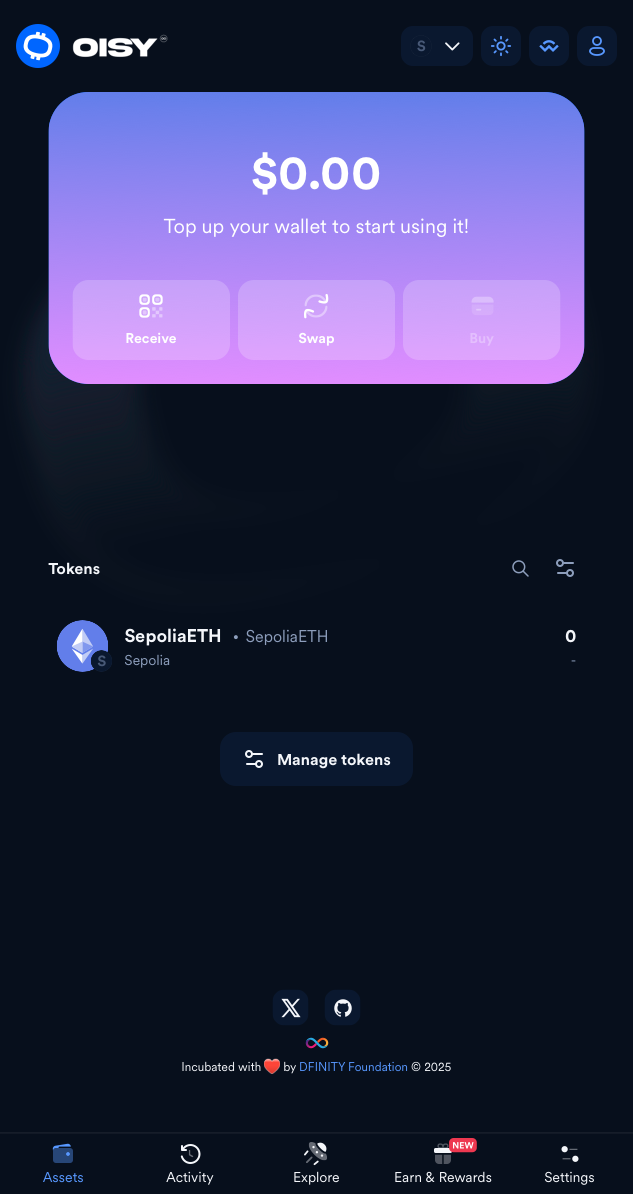 OISY
S
$0.00
Top up your wallet to start using it!
Receive
Swap
Buy
Tokens
SepoliaETH • SepoliaETH
0
S
Sepolia
-
Manage tokens
Incubated with ❤️ by DFINITY Foundation © 2025
NEW
Assets
Activity
Explore
Earn & Rewards
Settings